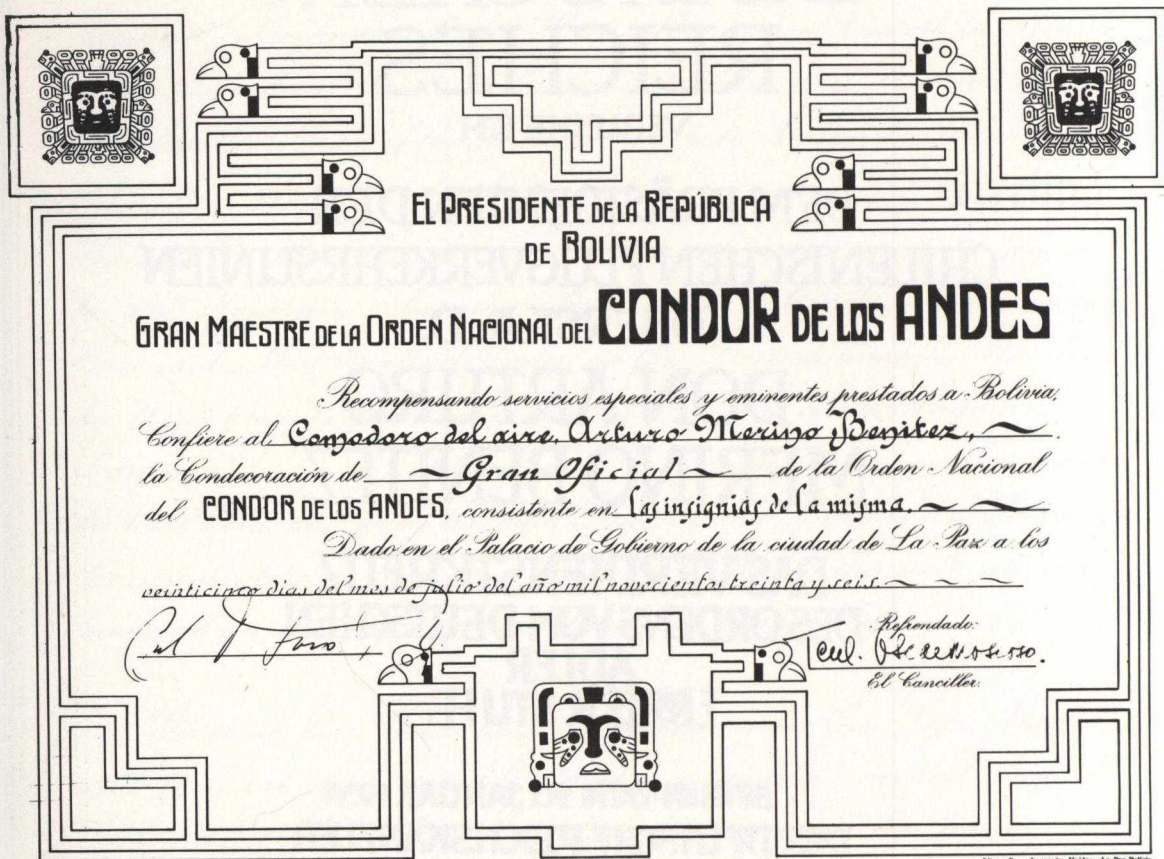 EL PRESIDENTE DE LA REPÚBLICA
DE BOLIVIA
GRAN MAESTRE DE LA ORDEN NACIONAL DEL CONDOR DE LOS ANDES
Recompensando servicios especiales y eminentes prestados a Bolivia,
Confiere al Comodoro del aire, Arturo Merino Benitez,
la Condecoración de Gran Oficial de la Orden Nacional
del CONDOR DE LOS ANDES, consistente en las insignias de la misma.
Dado en el Palacio de Gobierno de la ciudad de La Paz a los
veinticinco dias del mes de julio del año mil novecientos treinta y seis
Toro
Refrendado:
El Canciller.
La Paz-Bolivia